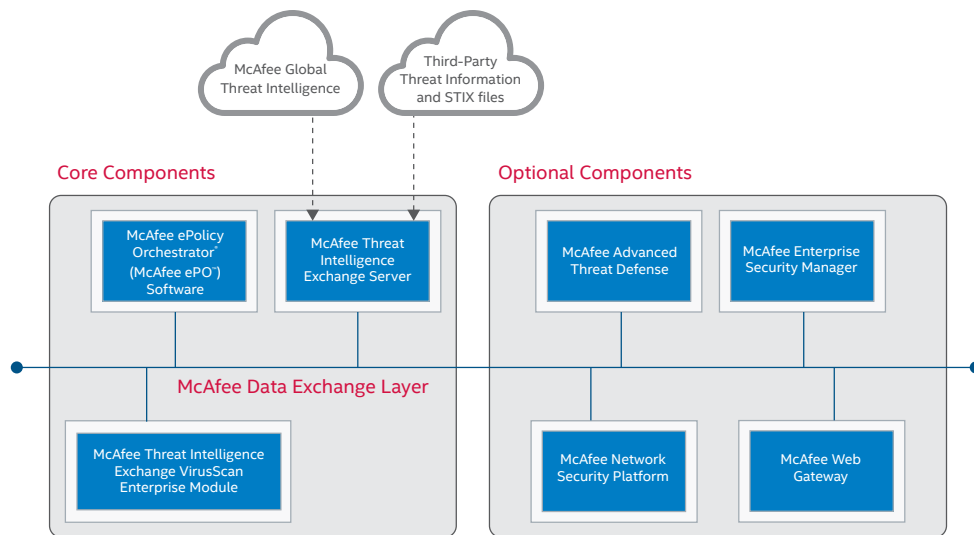 McAfee Global
Threat Intelligence
Third-Party
Threat Information
and STIX files
Core Components
Optional Components
McAfee ePolicy
Orchestrator*
(McAfee ePO™)
Software
McAfee Threat
Intelligence
Exchange Server
McAfee Advanced
Threat Defense
McAfee Enterprise
Security Manager
McAfee Data Exchange Layer
McAfee Threat Intelligence
Exchange VirusScan
Enterprise Module
McAfee Network
Security Platform
McAfee Web
Gateway